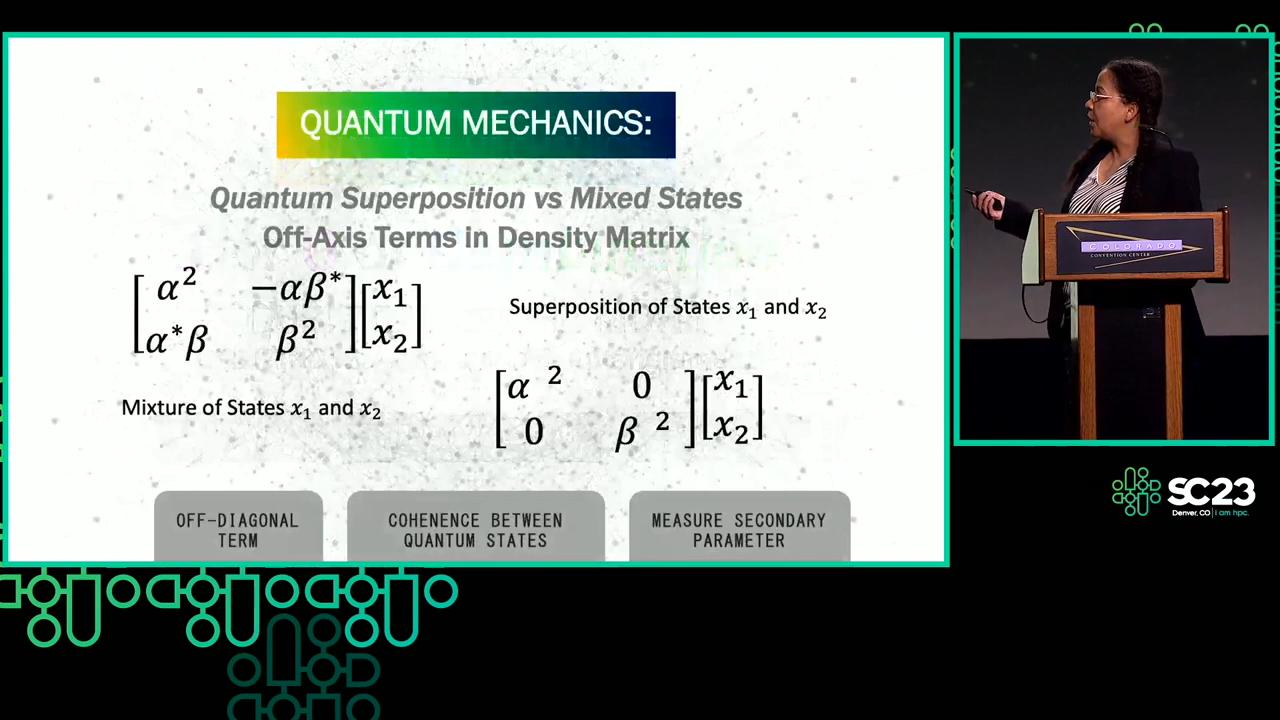 QUANTUM MECHANICS:
Quantum Superposition vs Mixed States
Off-Axis Terms in Density Matrix
[α² −αβ*] [x₁]
[α*β β²] [x₂]
Superposition of States x₁ and x₂
Mixture of States x₁ and x₂
[α ² 0] [x₁]
[0 β ²] [x₂]
OFF-DIAGONAL
TERM
COHENENCE BETWEEN
QUANTUM STATES
MEASURE SECONDARY
PARAMETER
COLORADO
CONVENTION CENTER
SC23
Denver, CO | i am hpc.